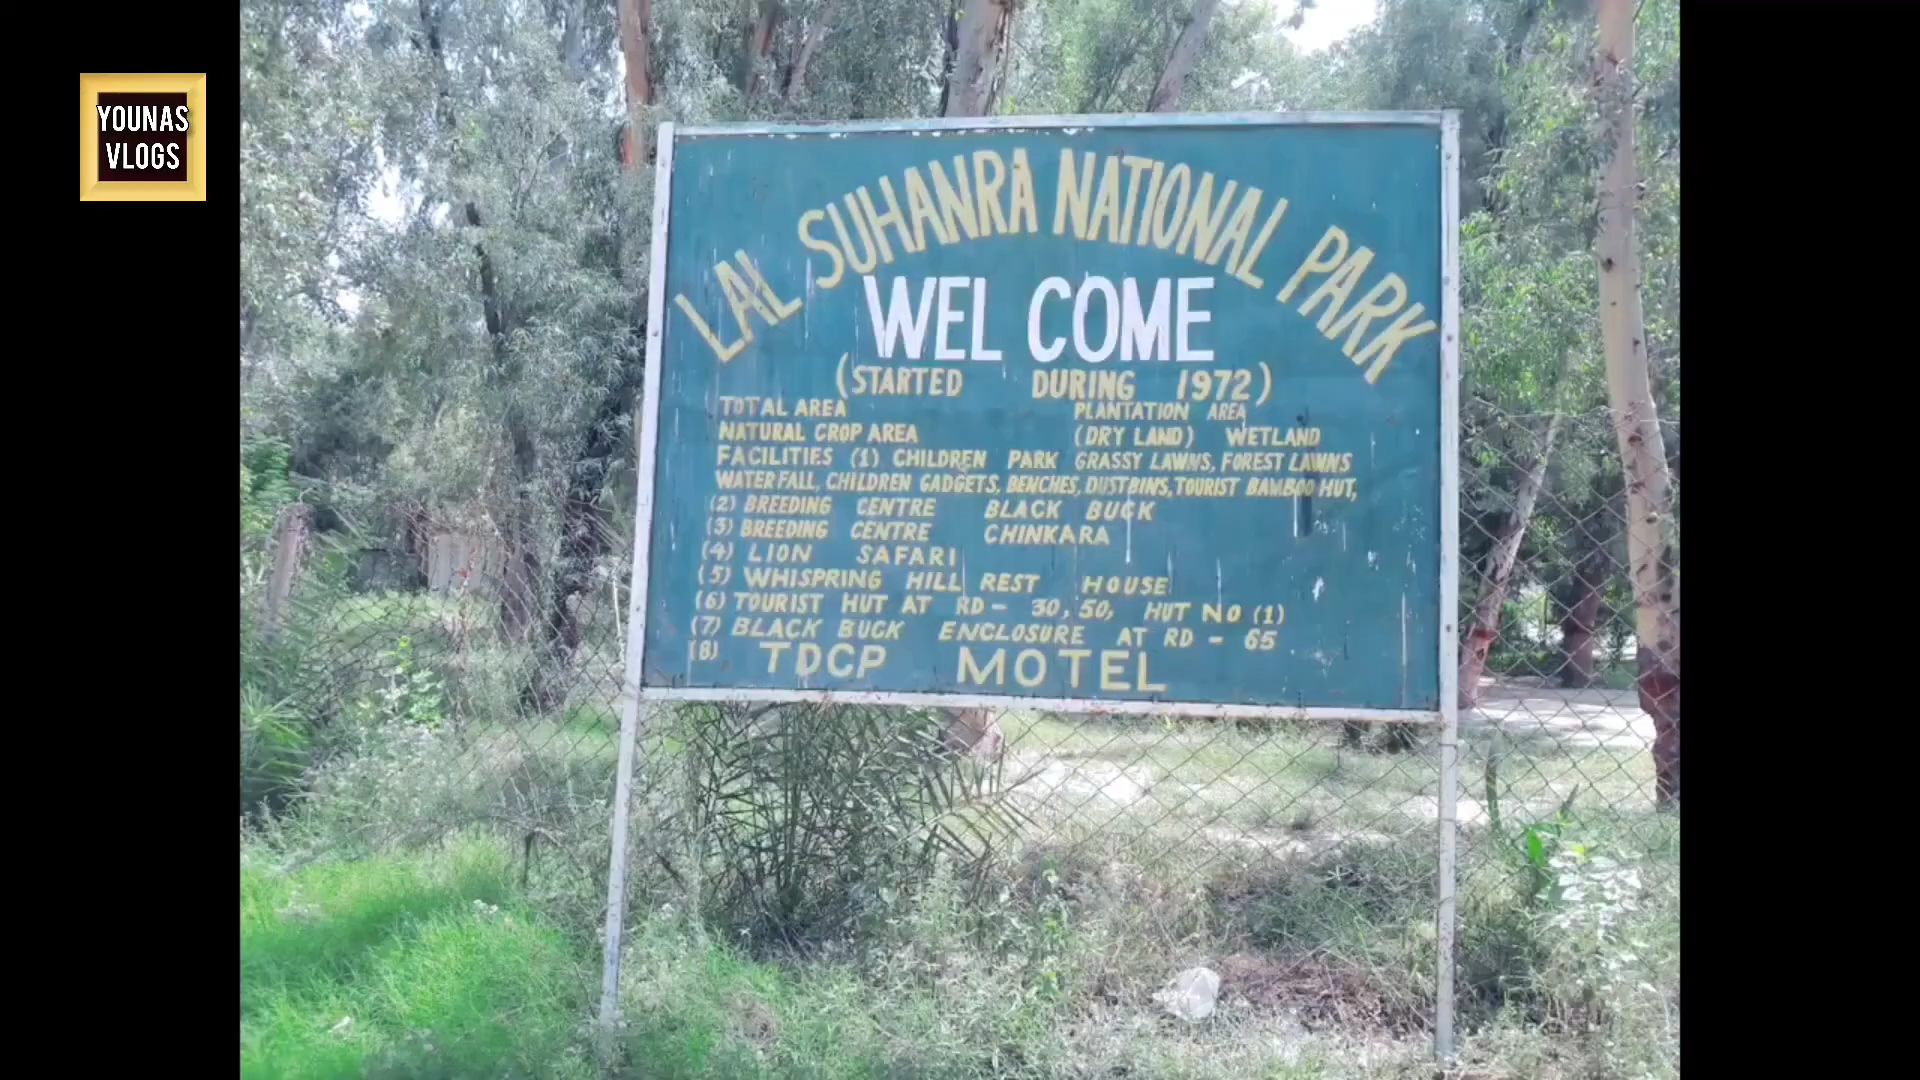 YOUNAS
VLOGS
LAL SUHANRA NATIONAL PARK
WEL COME
(STARTED DURING 1972)
TOTAL AREA PLANTATION AREA
NATURAL CROP AREA (DRY LAND) WETLAND
FACILITIES (1) CHILDREN PARK GRASSY LAWNS, FOREST LAWNS
WATER FALL, CHILDREN GADGETS, BENCHES, DUSTBINS, TOURIST BAMBOO HUT,
(2) BREEDING CENTRE BLACK BUCK
(3) BREEDING CENTRE CHINKARA
(4) LION SAFARI
(5) WHISPRING HILL REST HOUSE
(6) TOURIST HUT AT RD - 30, 50, HUT NO (1)
(7) BLACK BUCK ENCLOSURE AT RD - 65
(8) TDCP MOTEL